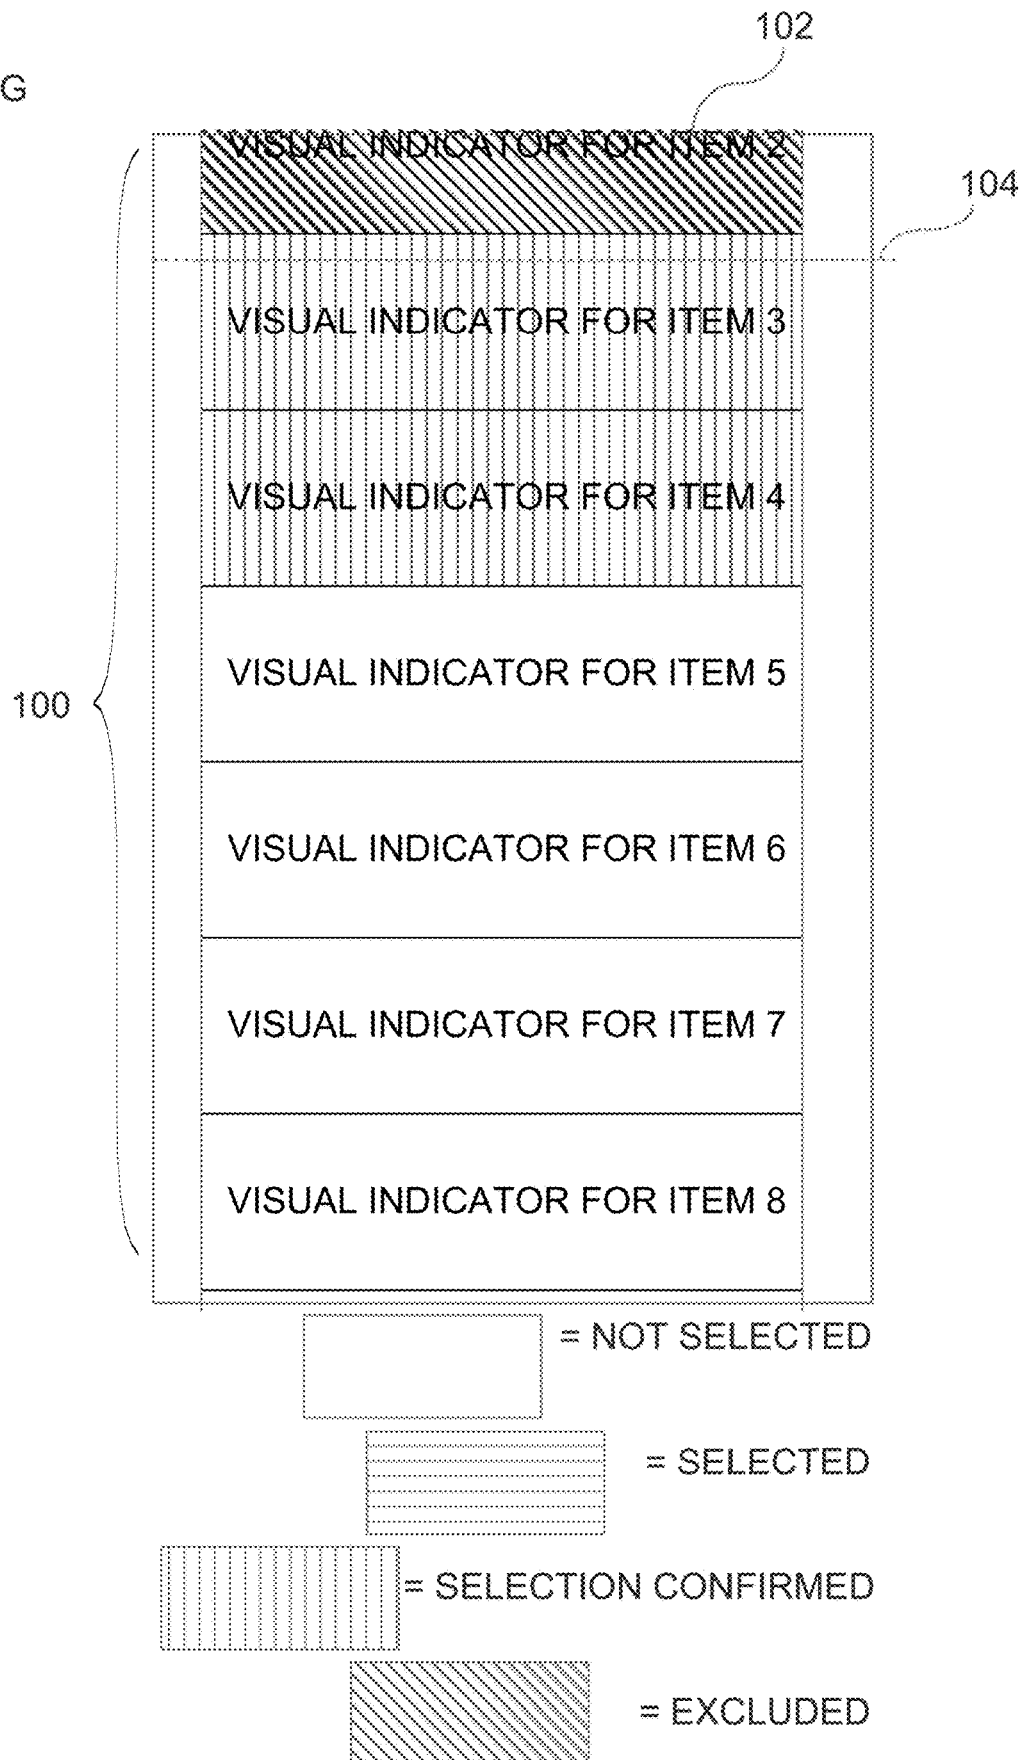 102
G
VISUAL INDICATOR FOR ITEM 2
104
VISUAL INDICATOR FOR ITEM 3
VISUAL INDICATOR FOR ITEM 4
VISUAL INDICATOR FOR ITEM 5
100
VISUAL INDICATOR FOR ITEM 6
VISUAL INDICATOR FOR ITEM 7
VISUAL INDICATOR FOR ITEM 8
= NOT SELECTED
= SELECTED
= SELECTION CONFIRMED
= EXCLUDED